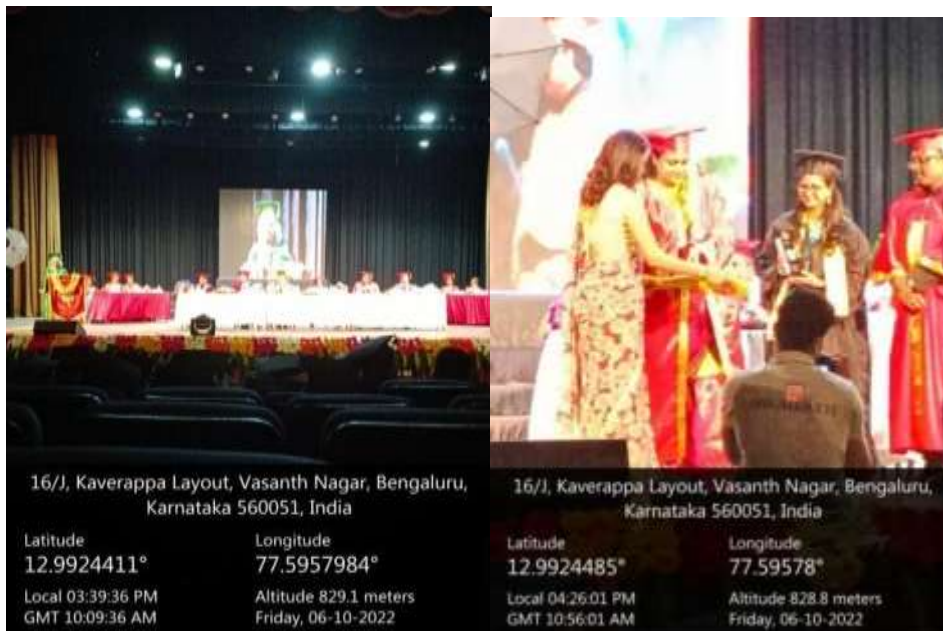 16/J, Kaverappa Layout, Vasanth Nagar, Bengaluru,
Karnataka 560051, India
Latitude
12.9924411°
Longitude
77.5957984°
Local 03:39:36 PM
GMT 10:09:36 AM
Altitude 829.1 meters
Friday, 06-10-2022
16/J, Kaverappa Layout, Vasanth Nagar, Bengaluru,
Karnataka 560051, India
Latitude
12.9924485°
Longitude
77.59578°
Local 04:26:01 PM
GMT 10:56:01 AM
Altitude 828.8 meters
Friday, 06-10-2022